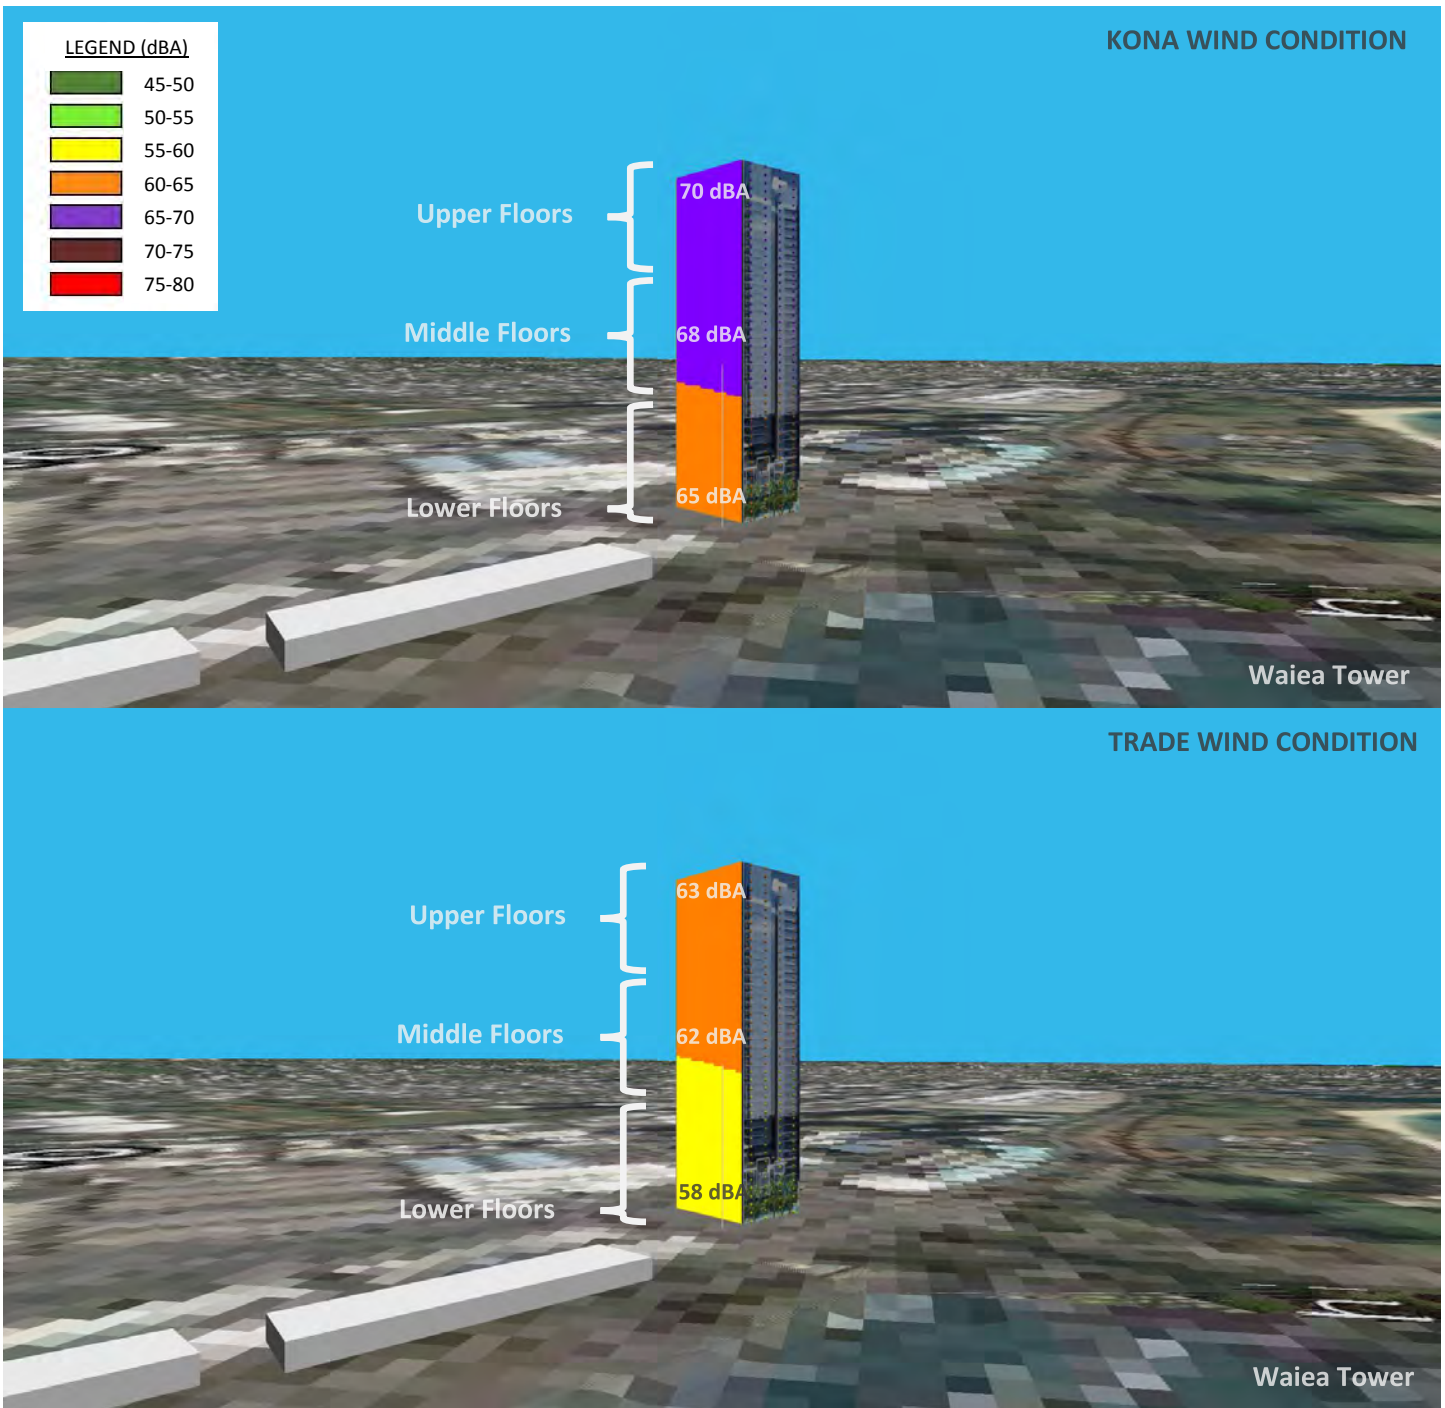 KONA WIND CONDITION
LEGEND (dBA)
45-50
50-55
55-60
60-65
65-70
70-75
75-80
70 dBA
Upper Floors
Middle Floors
68 dBA
65 dBA
Lower Floors
Waiea Tower
TRADE WIND CONDITION
63 dBA
Upper Floors
Middle Floors
62 dBA
58 dBA
Lower Floors
Waiea Tower